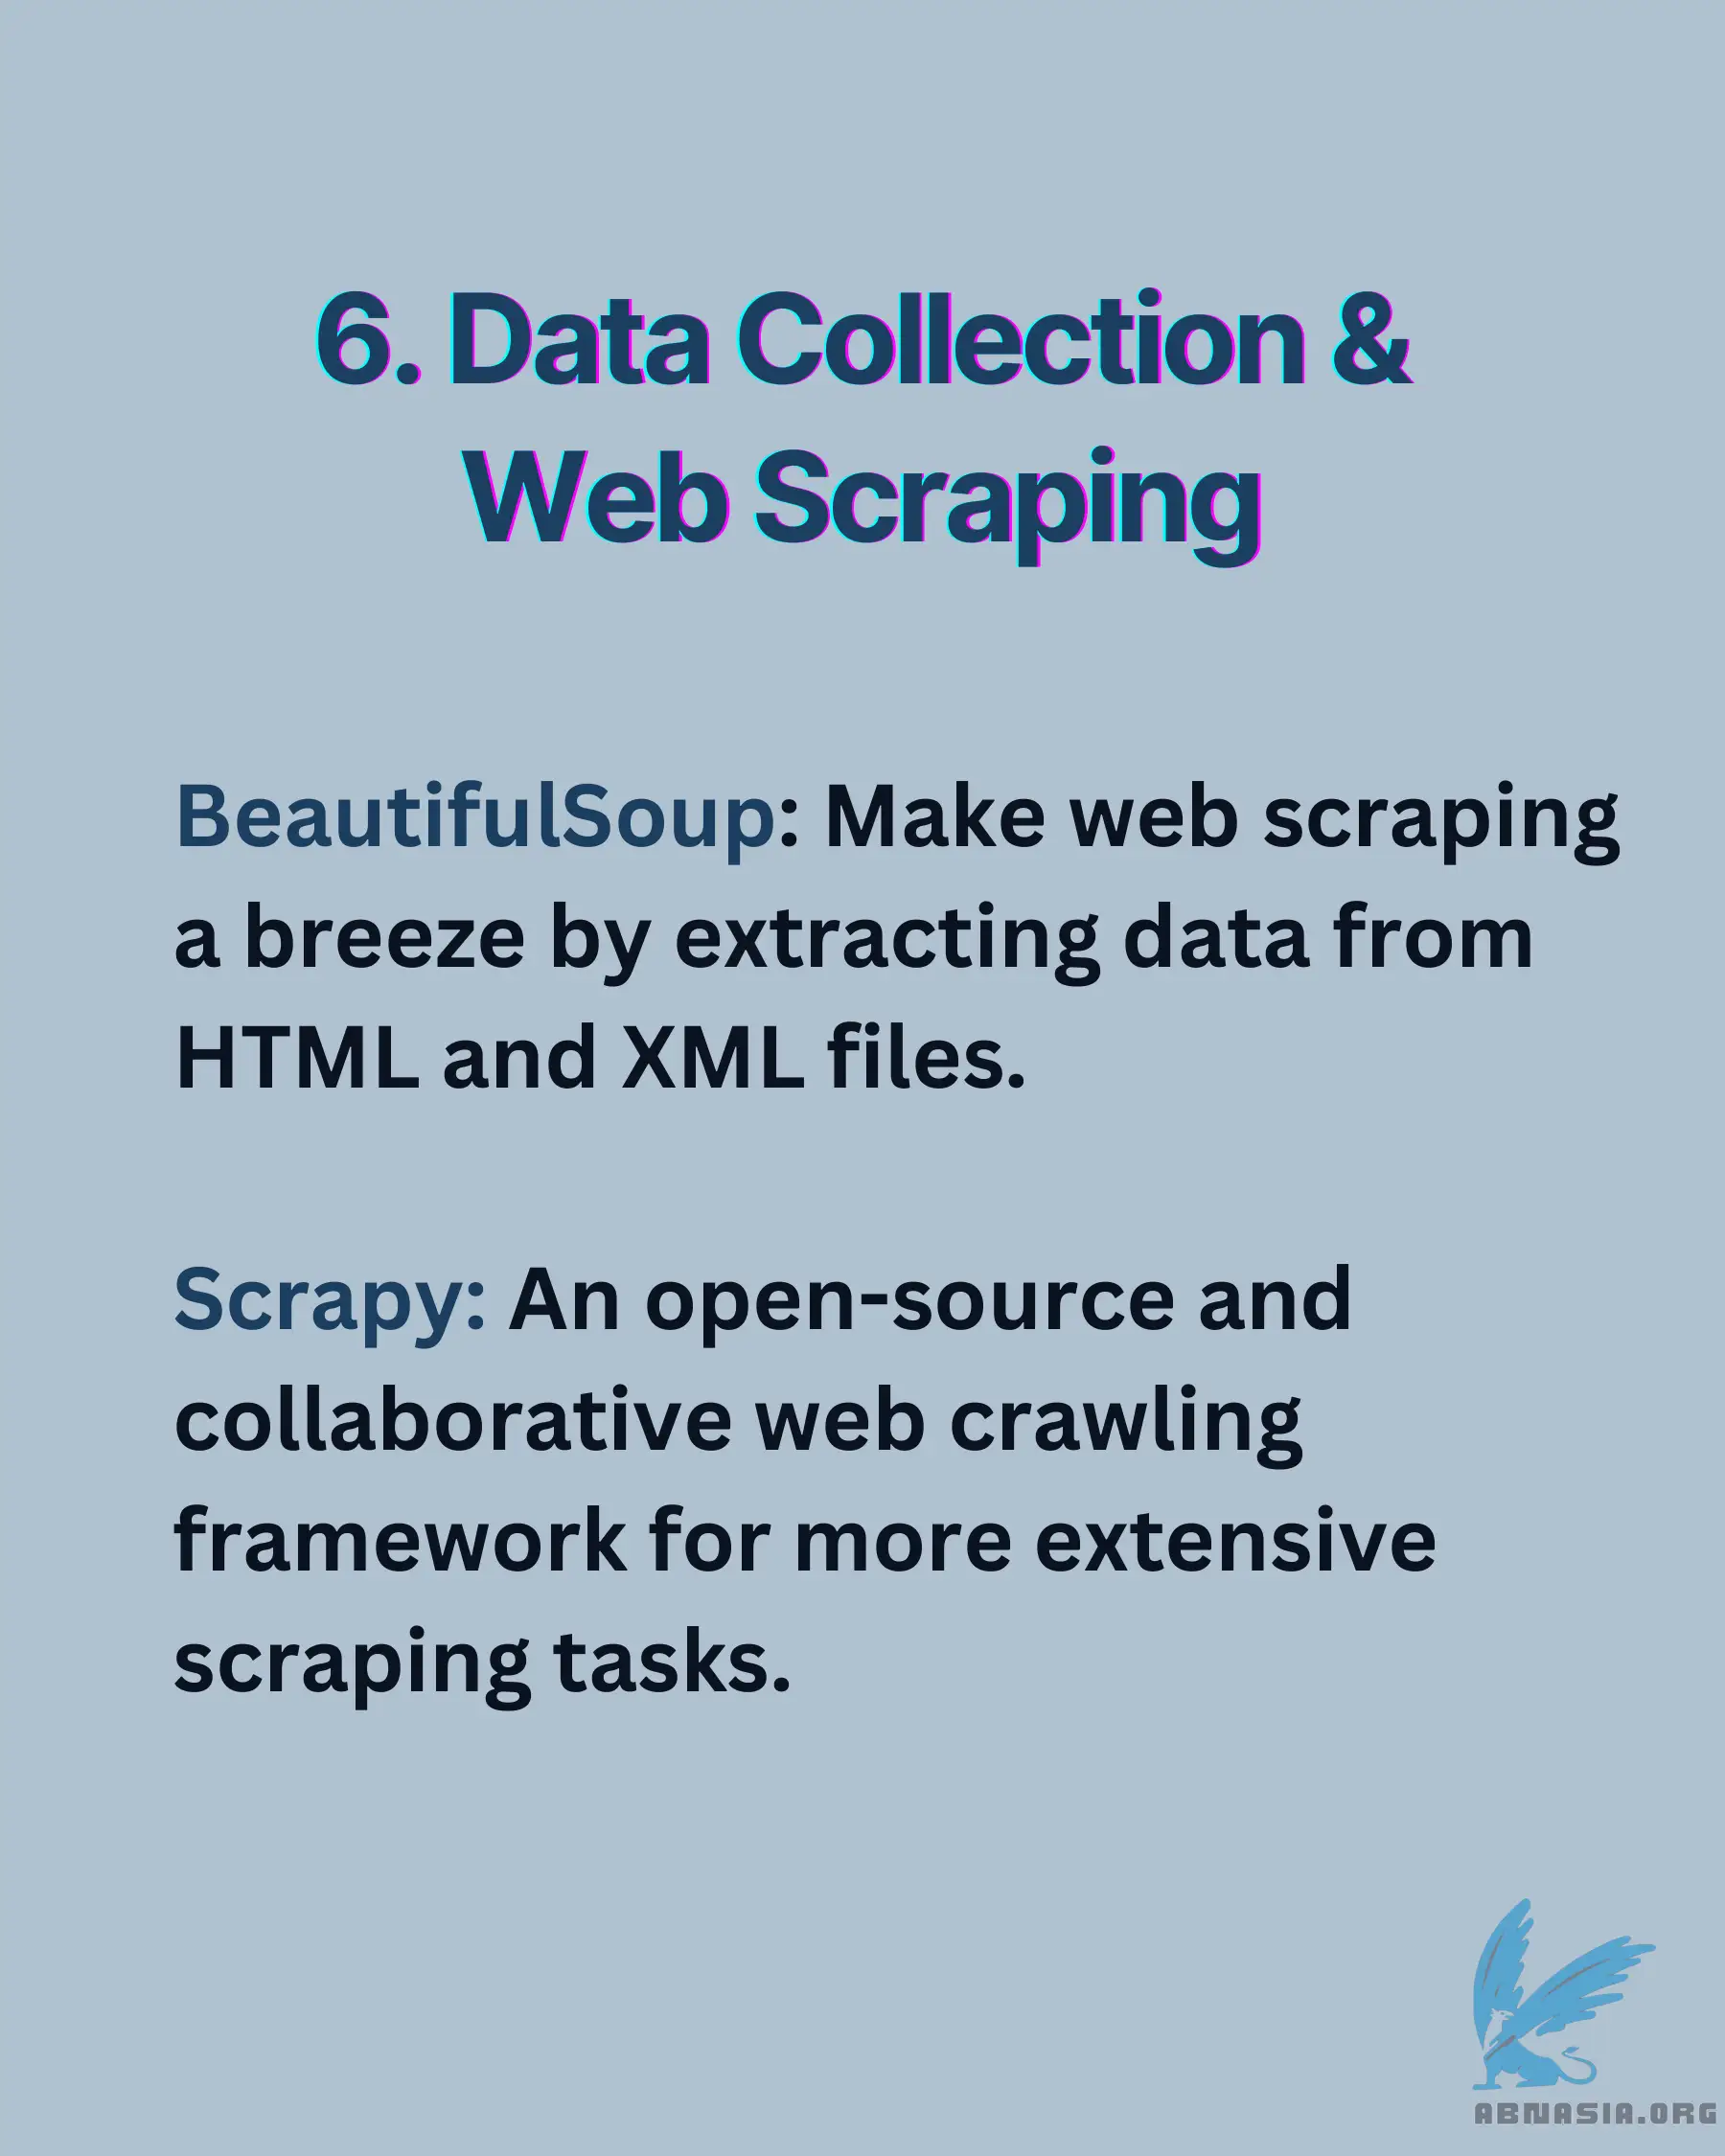 6. Data Collection &
Web Scraping
BeautifulSoup: Make web scraping
a breeze by extracting data from
HTML and XML files.
Scrapy: An open-source and
collaborative web crawling
framework for more extensive
scraping tasks.
ABNASIA.ORG